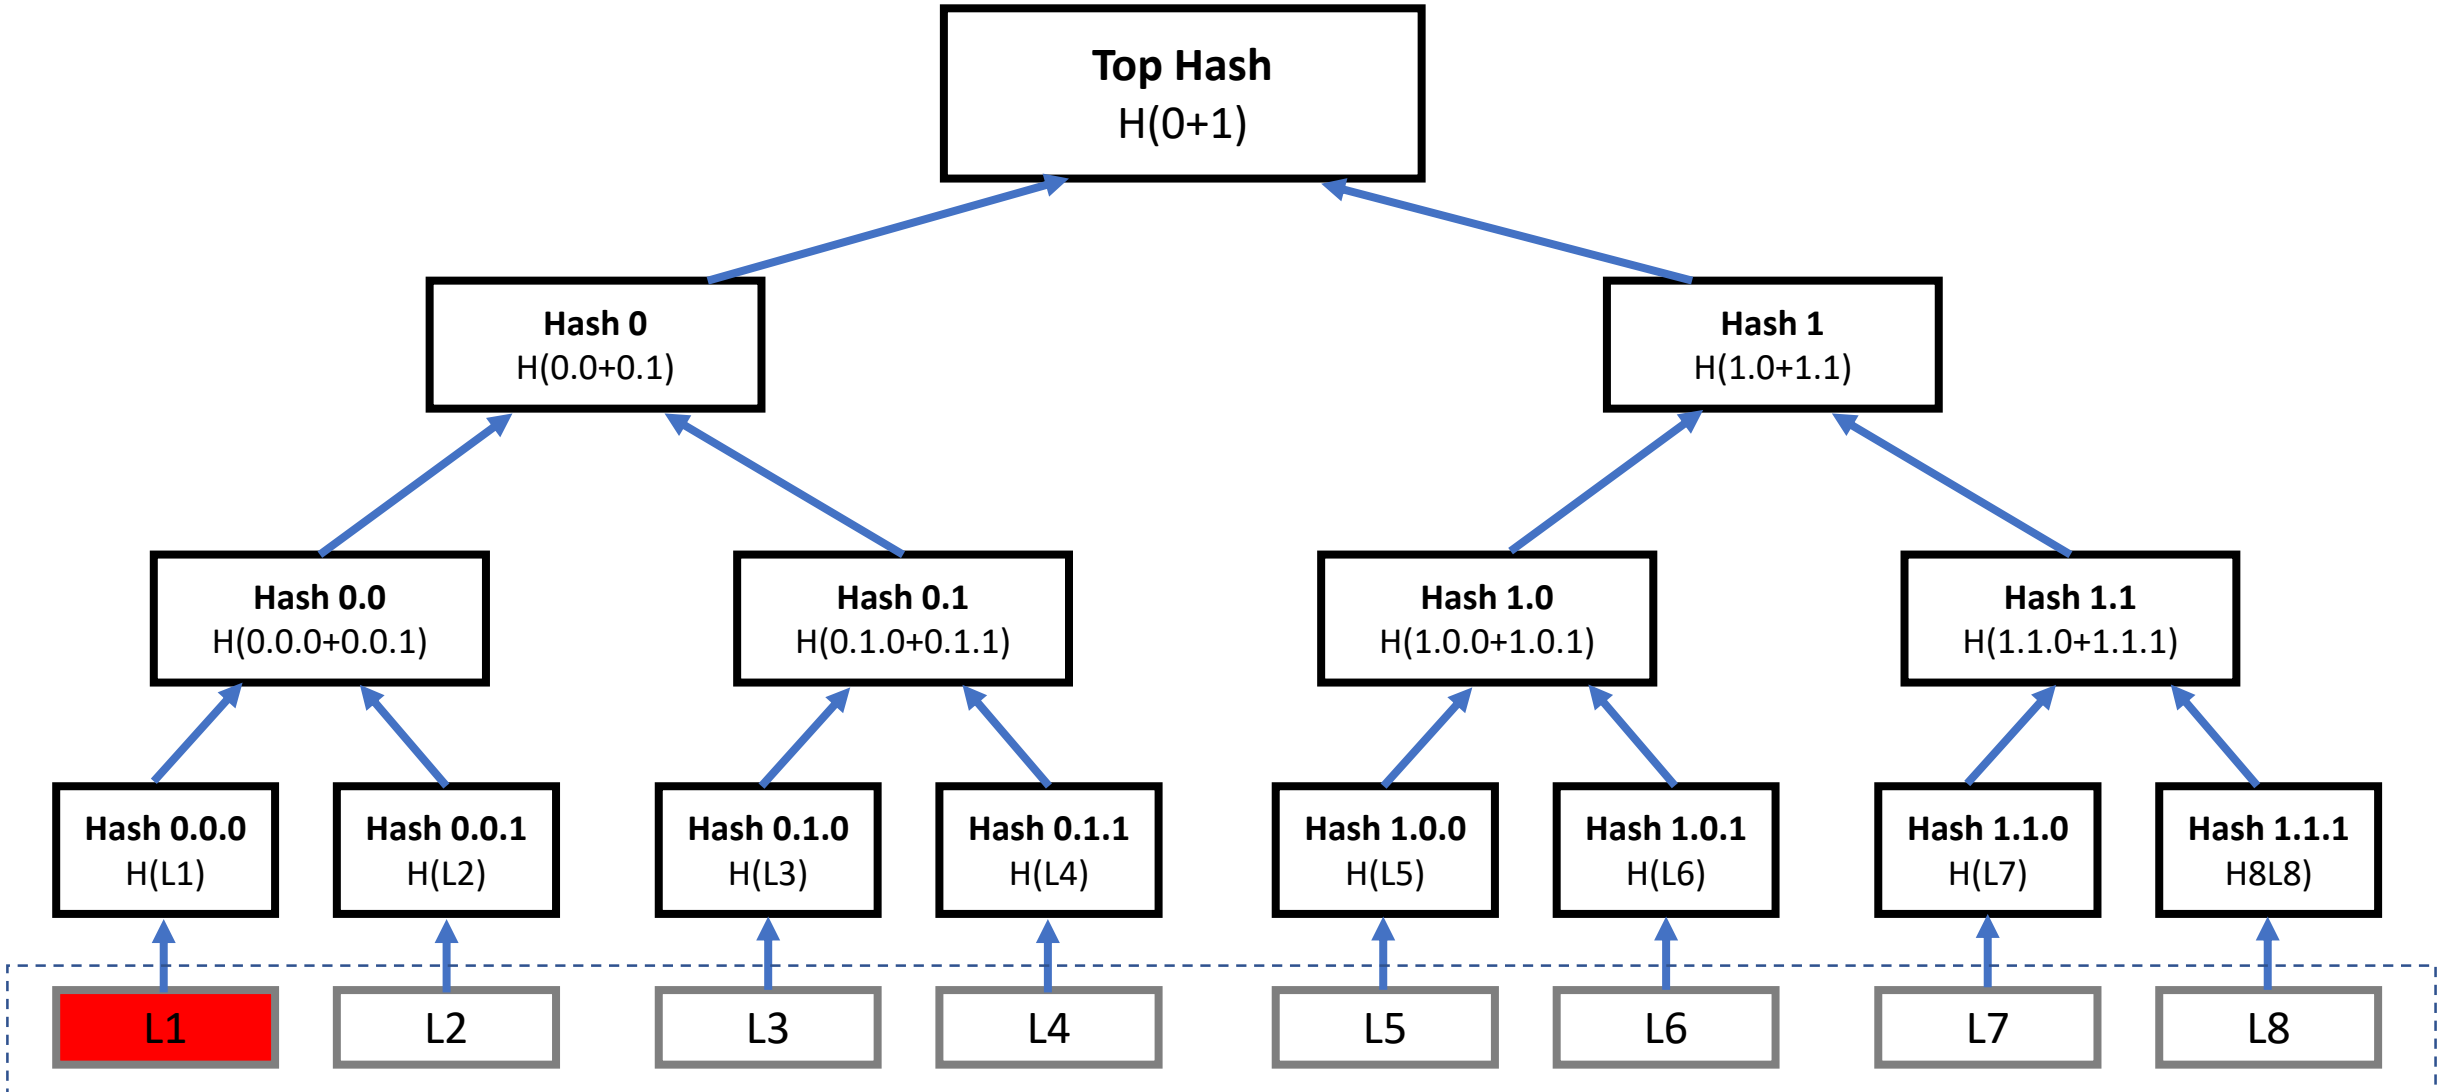 Top Hash
H(0+1)
Hash 0
H(0.0+0.1)
Hash 1
H(1.0+1.1)
Hash 0.0
H(0.0.0+0.0.1)
Hash 0.1
H(0.1.0+0.1.1)
Hash 1.0
H(1.0.0+1.0.1)
Hash 1.1
H(1.1.0+1.1.1)
Hash 0.0.0
H(L1)
Hash 0.0.1
H(L2)
Hash 0.1.0
H(L3)
Hash 0.1.1
H(L4)
Hash 1.0.0
H(L5)
Hash 1.0.1
H(L6)
Hash 1.1.0
H(L7)
Hash 1.1.1
H8L8)
L1
L2
L3
L4
L5
L6
L7
L8